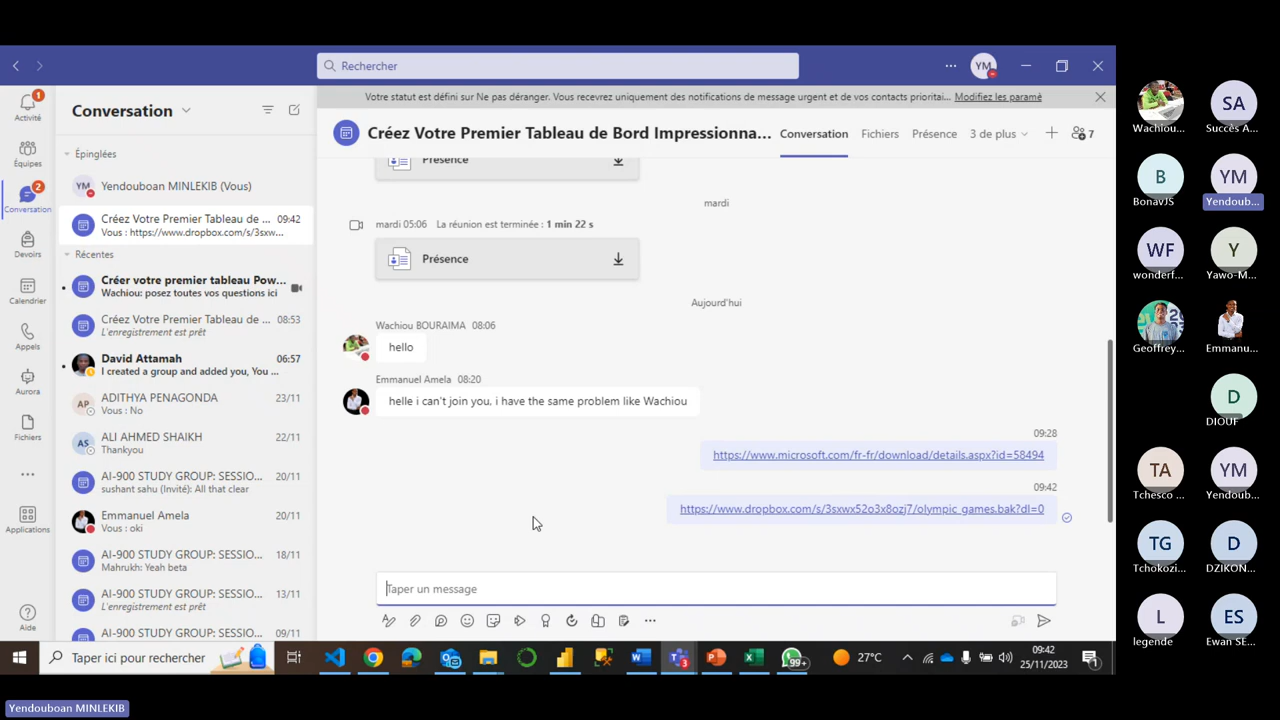 Rechercher
YM
Votre statut est défini sur Ne pas déranger. Vous recevrez uniquement des notifications de message urgent et de vos contacts prioritai... Modifiez les paramè
1
Activité
Équipes
2
Conversation
Devoirs
Calendrier
Appels
Aurora
Fichiers
Applications
Aide
Conversation
Épinglées
YM Yendouboan MINLEKIB (Vous)
Créez Votre Premier Tableau de ... 09:42
Vous : https://www.dropbox.com/s/3sxw...
Récentes
Créer votre premier tableau Pow...
Wachiou: posez toutes vos questions ici
Créez Votre Premier Tableau de ... 08:53
L'enregistrement est prêt
David Attamah 06:57
I created a group and added you, You ...
AP ADITHYA PENAGONDA 23/11
Vous : No
AS ALI AHMED SHAIKH 22/11
Thankyou
AI-900 STUDY GROUP: SESSIO... 20/11
sushant sahu (Invité): All that clear
Emmanuel Amela 20/11
Vous : oki
AI-900 STUDY GROUP: SESSIO... 18/11
Mahrukh: Yeah beta
AI-900 STUDY GROUP: SESSIO... 13/11
L'enregistrement est prêt
AI-900 STUDY GROUP: SESSIO... 09/11
Créez Votre Premier Tableau de Bord Impressionna... Conversation Fichiers Présence 3 de plus 7
Présence
mardi
mardi 05:06 La réunion est terminée : 1 min 22 s
Présence
Aujourd'hui
Wachiou BOURAIMA 08:06
hello
Emmanuel Amela 08:20
helle i can't join you, i have the same problem like Wachiou
09:28
https://www.microsoft.com/fr-fr/download/details.aspx?id=58494
09:42
https://www.dropbox.com/s/3sxwx52o3x8ozj7/olympic_games.bak?dl=0
Taper un message
Taper ici pour rechercher
3
99+
27°C
09:42
25/11/2023
1
Wachiou...
SA
Succès A...
B
BonavJS
YM
Yendoub...
WF
wonderf...
Y
Yawo-M...
Geoffrey...
Emmanu...
D
DIOUF
TA
Tchesco ...
YM
Yendoub...
TG
Tchokozi...
D
DZIKON...
L
legende
ES
Ewan SE...
Yendouboan MINLEKIB